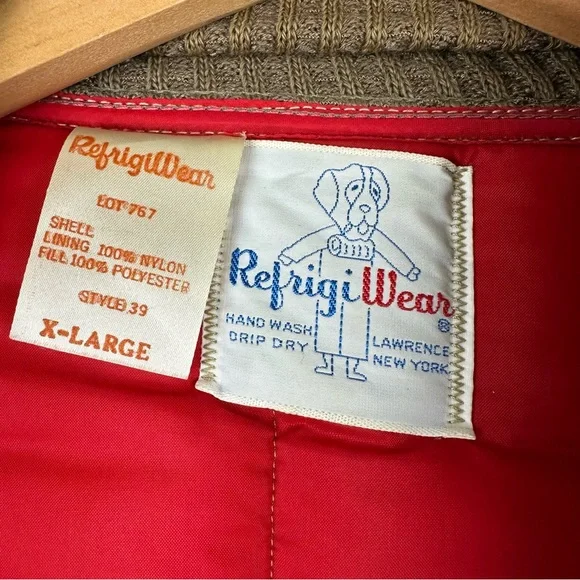 RefrigiWear
LOT 767
SHELL
LINING 100% NYLON
FILL 100% POLYESTER
STYLE 39
X-LARGE
RefrigiWear®
HAND WASH
DRIP DRY
LAWRENCE
NEW YORK